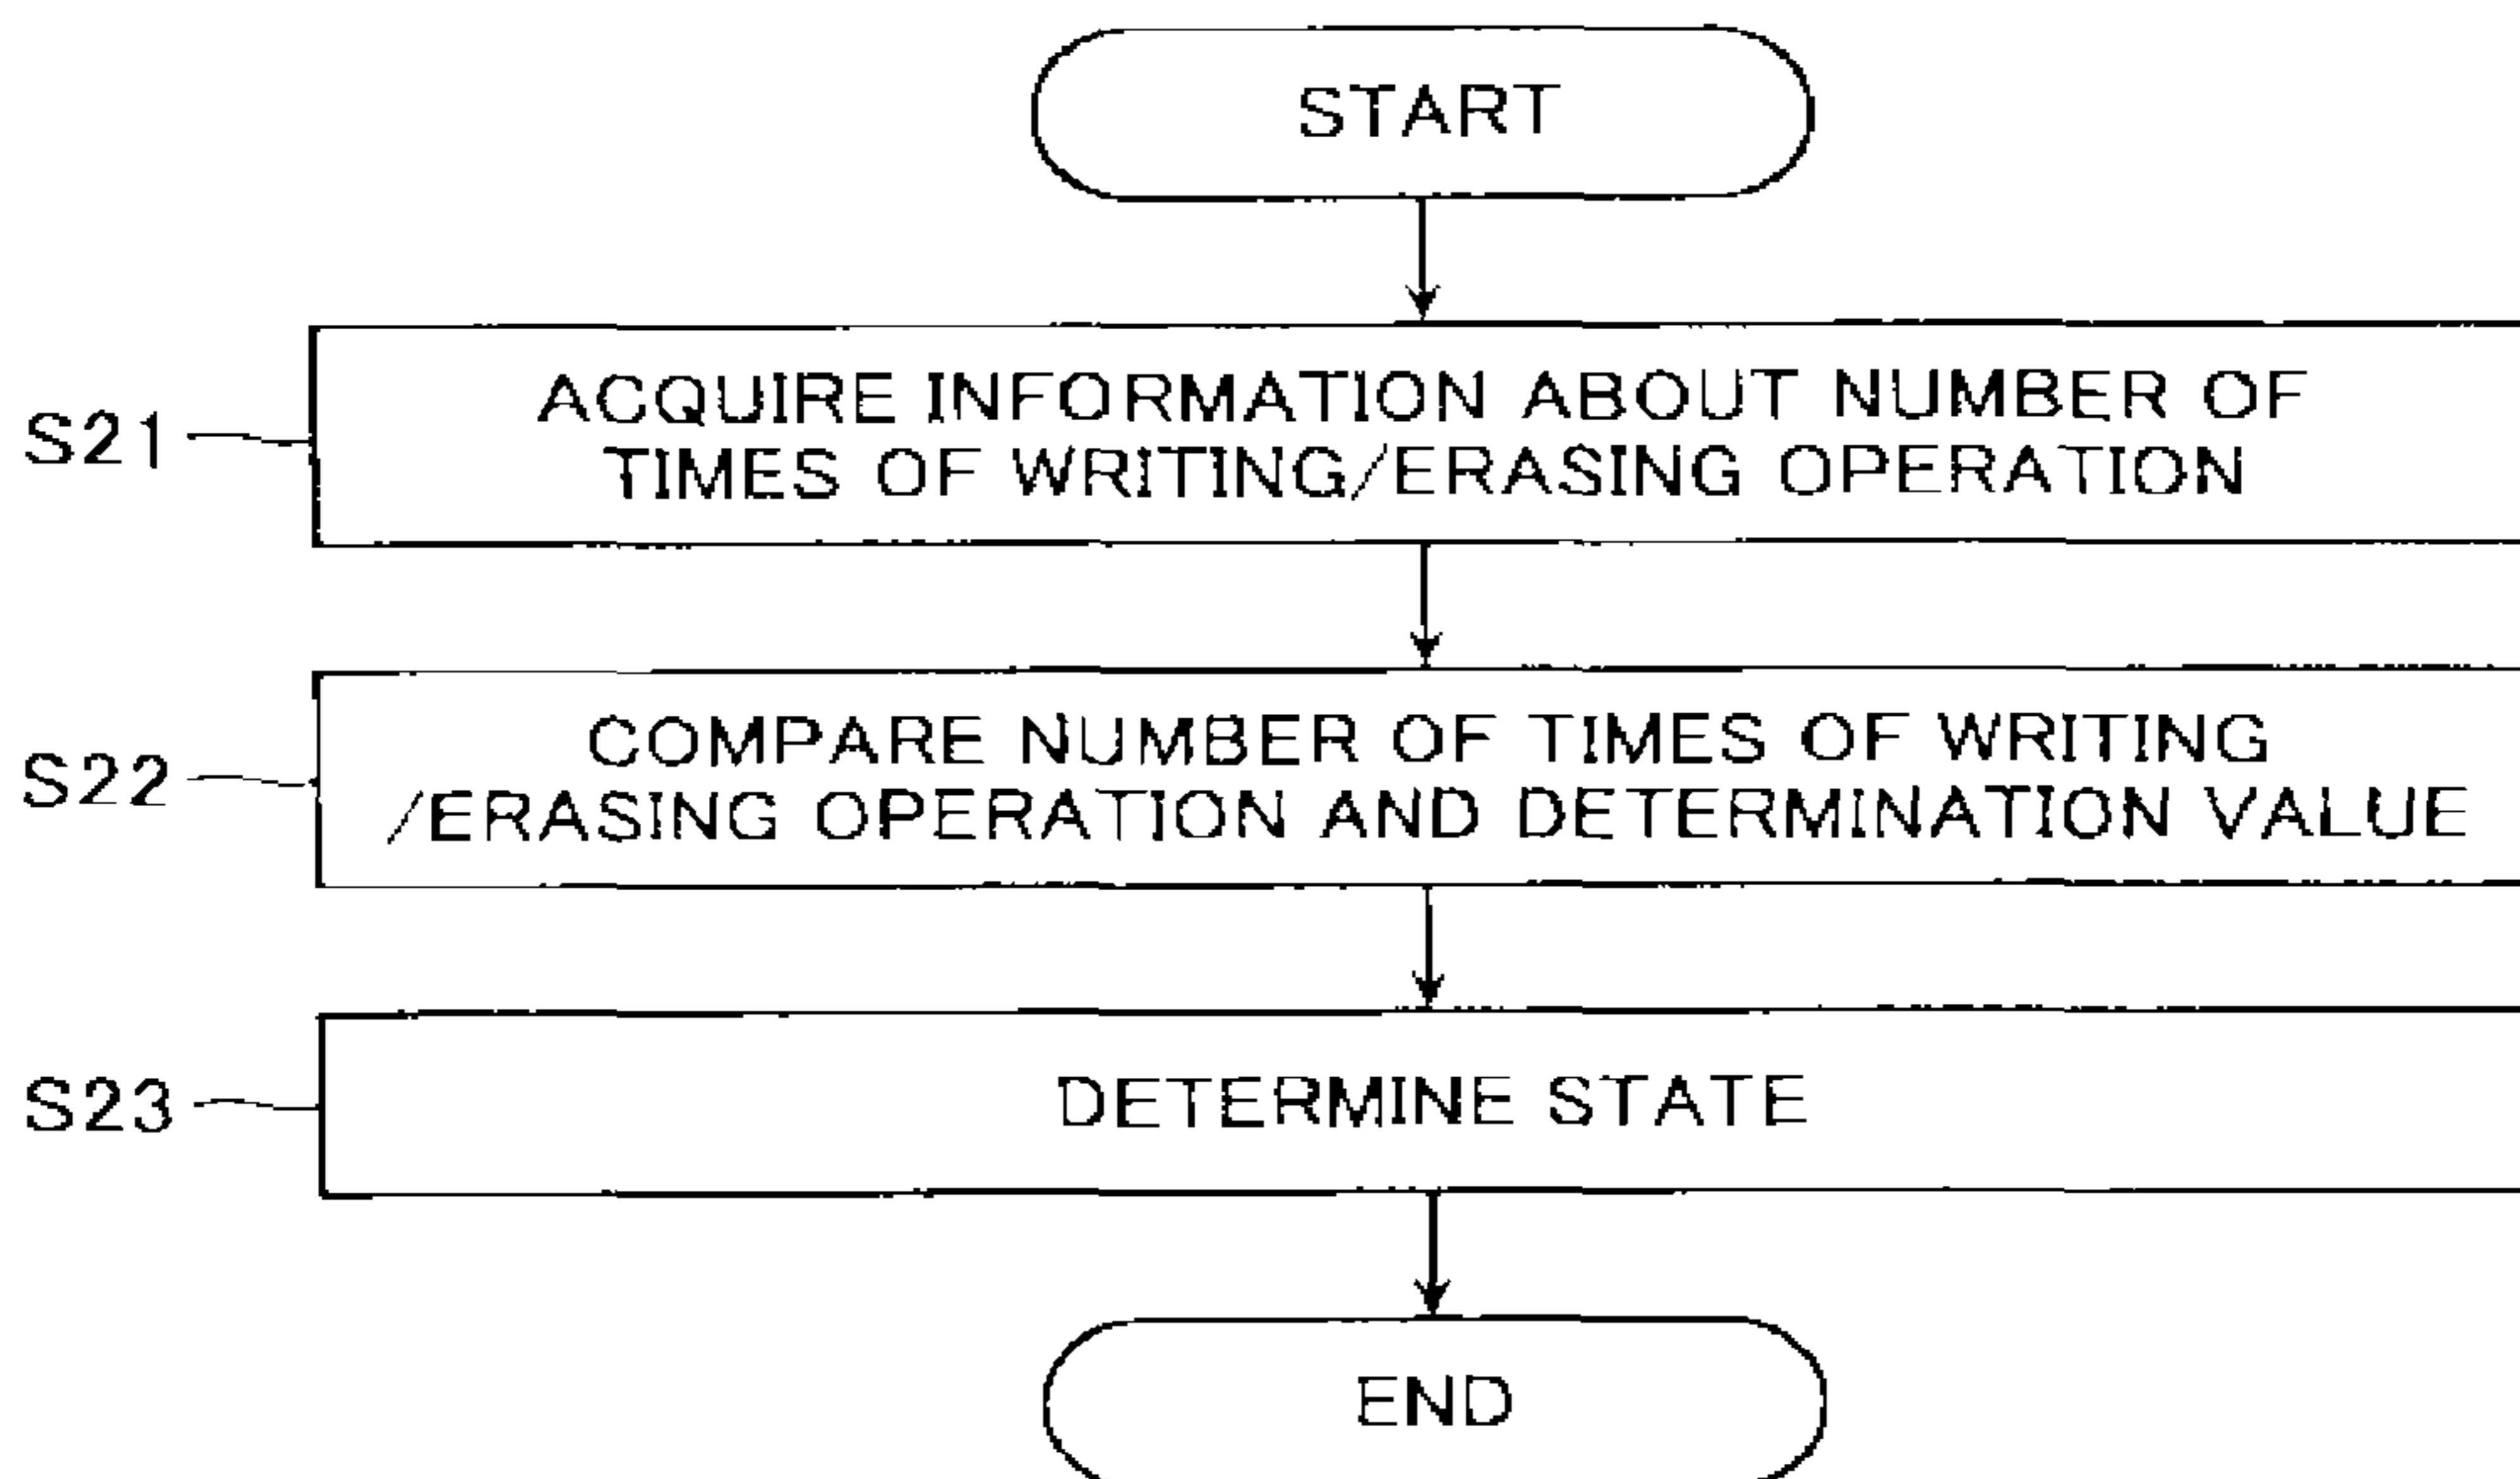 START
S21
ACQUIRE INFORMATION ABOUT NUMBER OF
TIMES OF WRITING/ERASING OPERATION
S22
COMPARE NUMBER OF TIMES OF WRITING
/ERASING OPERATION AND DETERMINATION VALUE
S23
DETERMINE STATE
END